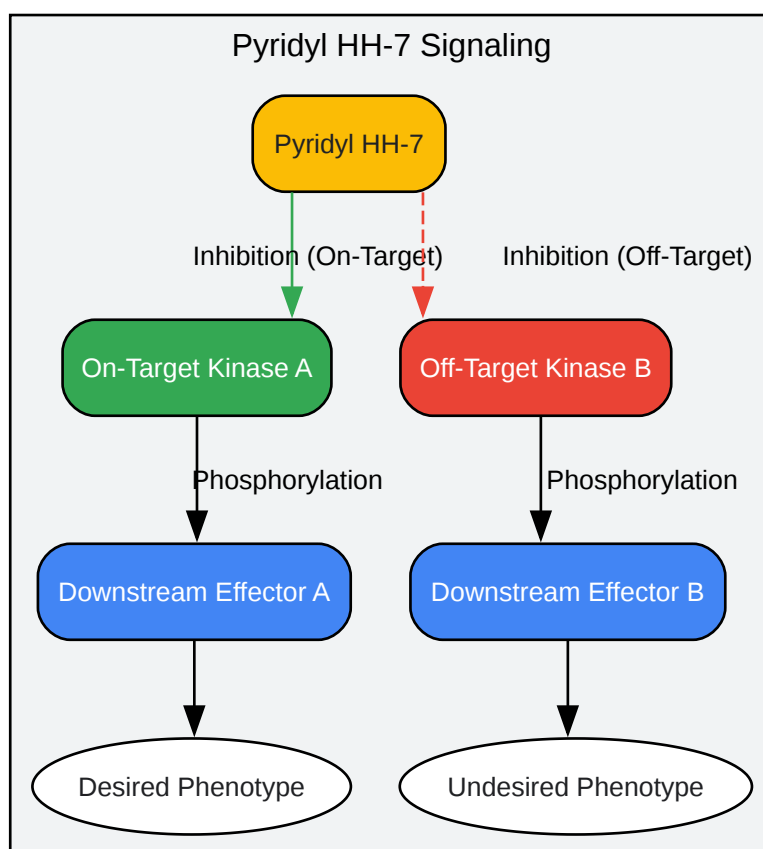 Pyridyl HH-7 Signaling
Pyridyl HH-7
Inhibition (On-Target)
Inhibition (Off-Target)
On-Target Kinase A
Off-Target Kinase B
Phosphorylation
Phosphorylation
Downstream Effector A
Downstream Effector B
Desired Phenotype
Undesired Phenotype